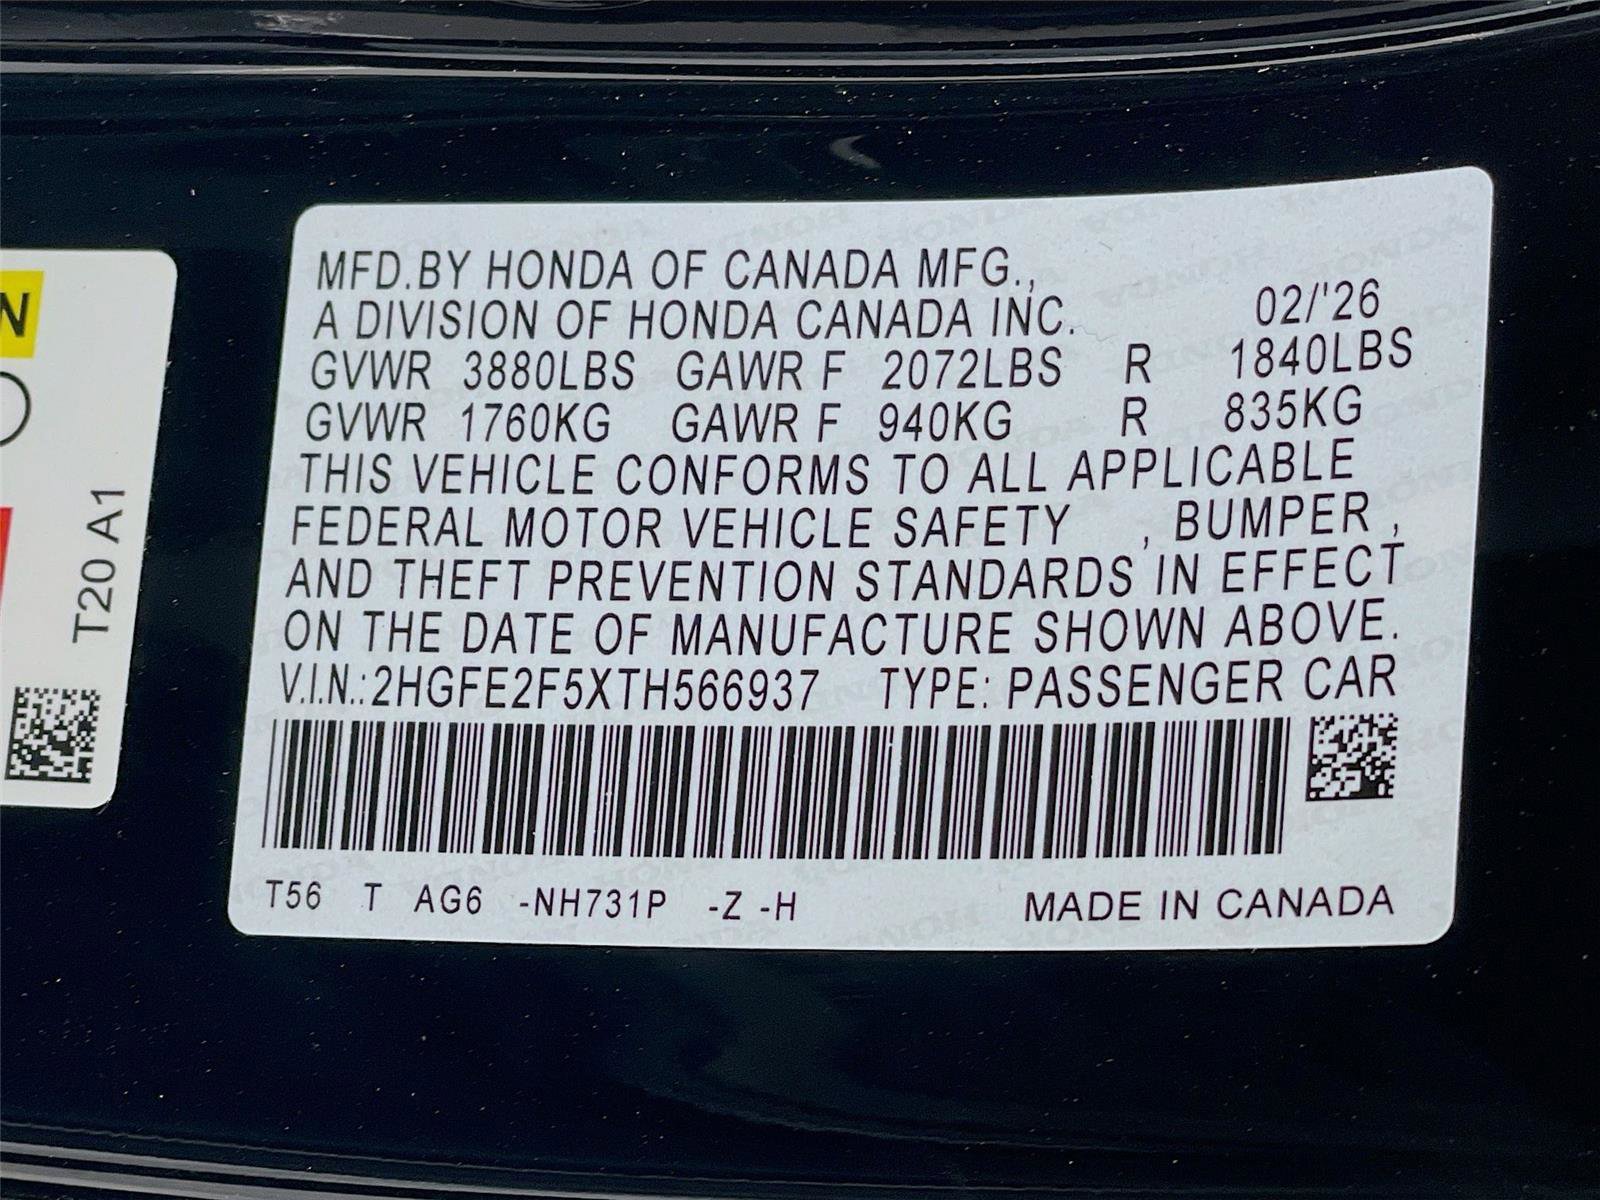 MFD.BY HONDA OF CANADA MFG.,
A DIVISION OF HONDA CANADA INC. 02/'26
GVWR 3880LBS GAWR F 2072LBS R 1840LBS
GVWR 1760KG GAWR F 940KG R 835KG
THIS VEHICLE CONFORMS TO ALL APPLICABLE
FEDERAL MOTOR VEHICLE SAFETY , BUMPER ,
AND THEFT PREVENTION STANDARDS IN EFFECT
ON THE DATE OF MANUFACTURE SHOWN ABOVE.
V.I.N.:2HGFE2F5XTH566937 TYPE: PASSENGER CAR
T56 T AG6 -NH731P -Z -H MADE IN CANADA
T20 A1